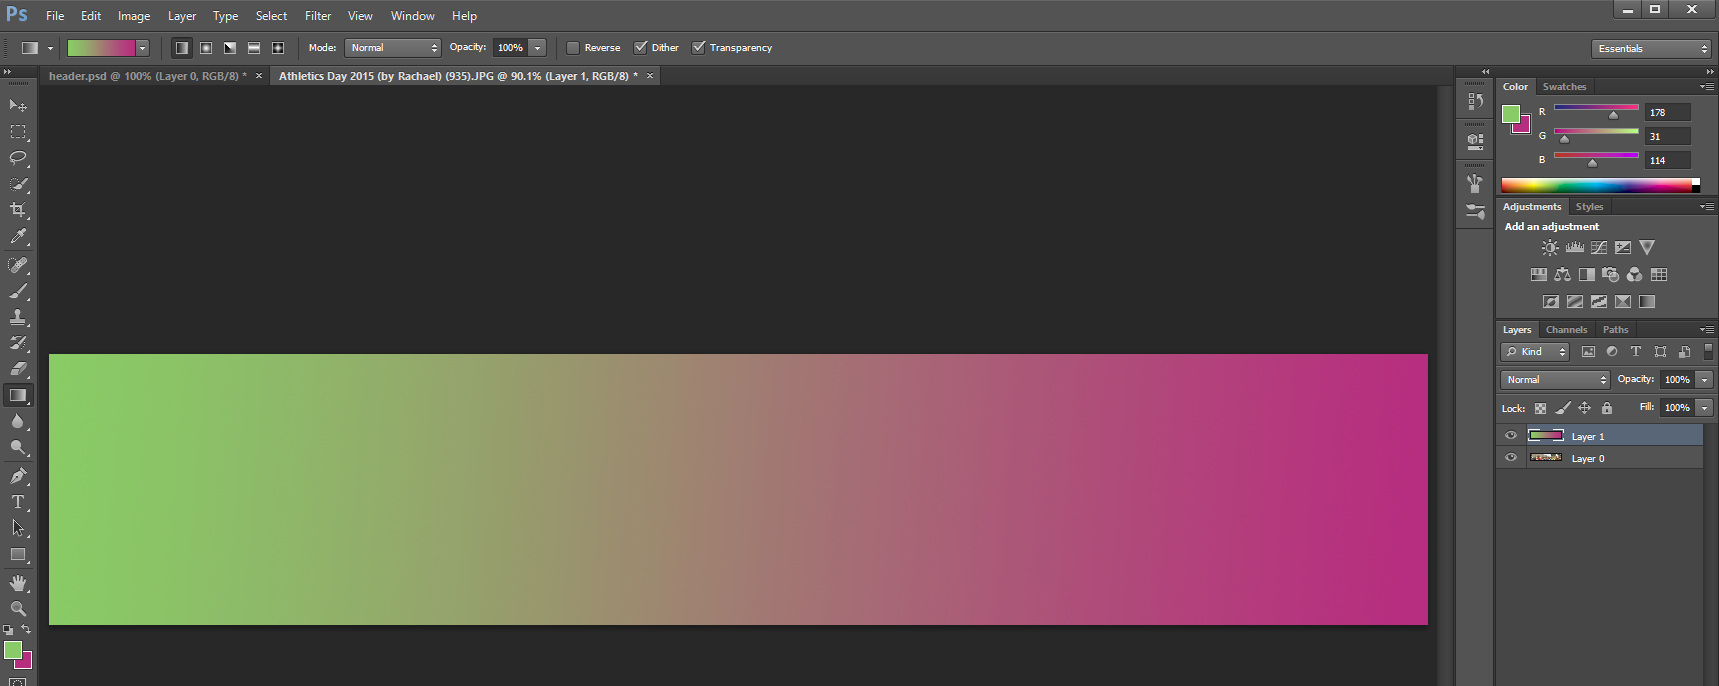 Ps File Edit Image Layer Type Select Filter View Window Help
Mode: Normal Opacity: 100% Reverse Dither Transparency Essentials
header.psd @ 100% (Layer 0, RGB/8) * × Athletics Day 2015 (by Rachael) (935).JPG @ 90.1% (Layer 1, RGB/8) * ×
Color Swatches
R 178
G 31
B 114
Adjustments Styles
Add an adjustment
Layers Channels Paths
Kind
Normal Opacity: 100%
Lock: Fill: 100%
Layer 1
Layer 0